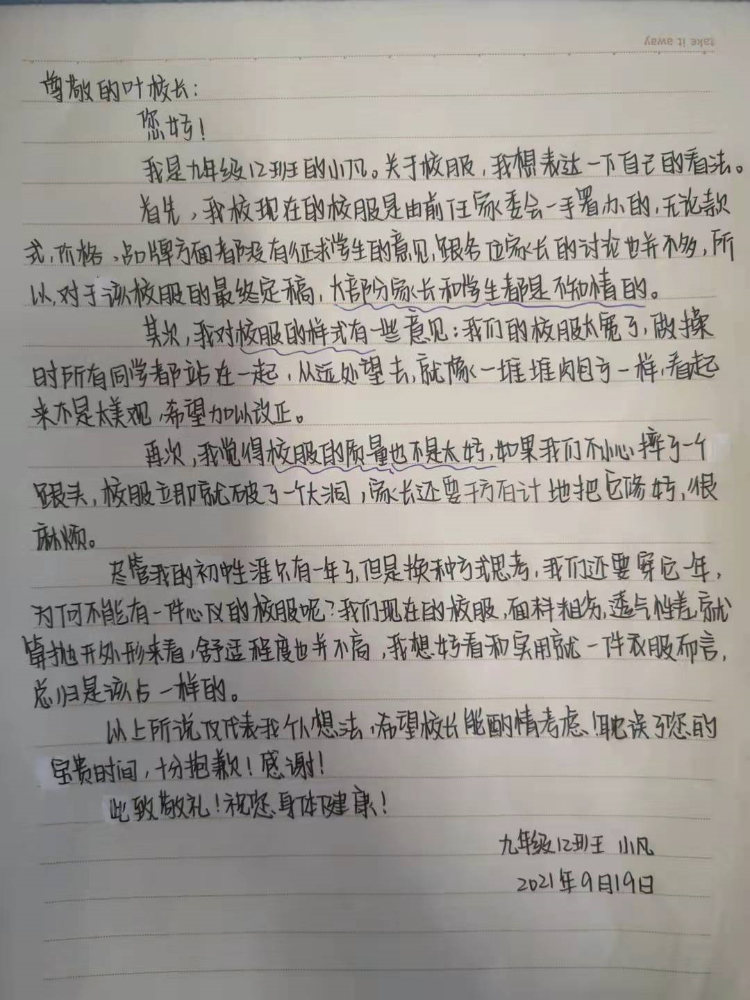 take it away
尊敬的叶校长：
您好！
我是九年级12班的小凡。关于校服，我想表达一下自己的看法。
首先，我校现在的校服是由前任家委会一手署办的，无论款
式，价格、品牌方面都没有征求学生的意见，跟各位家长的讨论也并不多，所
以，对于该校服的最终定稿，大部份家长和学生都是不知情的。
其次，我对校服的样式有一些意见：我们的校服太宽了，做操
时所有同学都站在一起，从远处望去，就像一堆堆肉自亏一样，看起
来不是太美观，希望加以改正。
再次，我觉得校服的质量也不是太好，如果我们不小心摔了一个
跟头，校服立即就破了一个大洞，家长还要千方百计地把它修好，很
麻烦。
尽管我的初中生涯只有一年了，但是换种方式思考，我们还要穿它一年，
为何不能有一件心仪的校服呢？我们现在的校服，面料粗劣，透气性差，就
算抛开外形来看，舒适程度也并不高，我想好看和实用就一件衣服而言，
总归是该占一样的。
以上所说仅代表我个人想法，希望校长能酌情考虑！耽误了您的
宝贵时间，十分抱歉！感谢！
此致敬礼！祝您身体健康！
九年级12班王 小凡
2021年9月19日